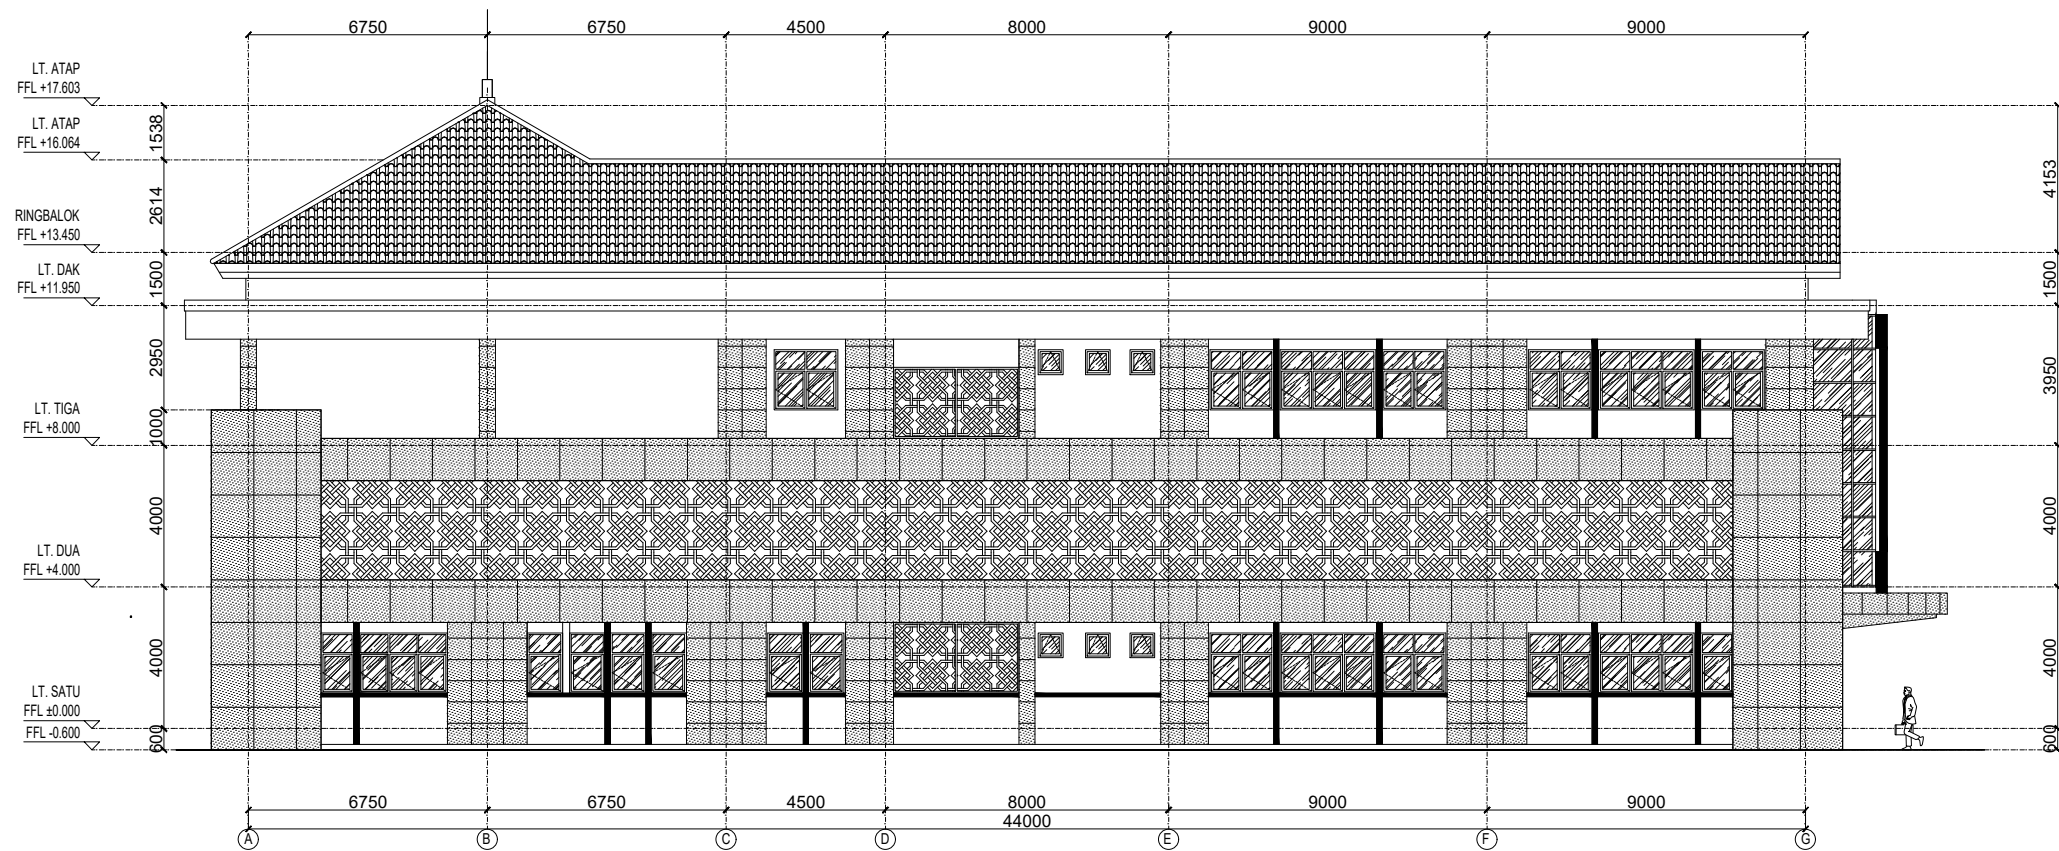 6750 6750 4500 8000 9000 9000
LT. ATAP
FFL +17.603
1538
LT. ATAP
FFL +16.064
2614
4153
RINGBALOK
FFL +13.450
1500
1500
LT. DAK
FFL +11.950
2950
3950
LT. TIGA
FFL +8.000
1000
4000
4000
LT. DUA
FFL +4.000
4000
4000
LT. SATU
FFL ±0.000
FFL -0.600
600
600
6750 6750 4500 8000 9000 9000
44000
A B C D E F G